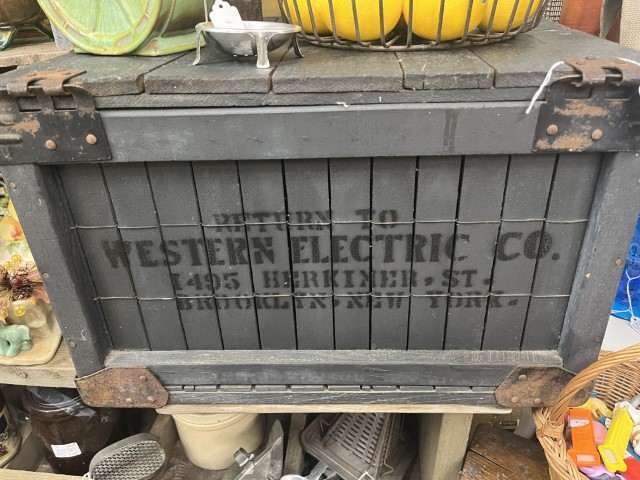 RETURN TO
WESTERN ELECTRIC CO.
1495 HERKIMER, ST.
BROOKLYN, NEW YORK.